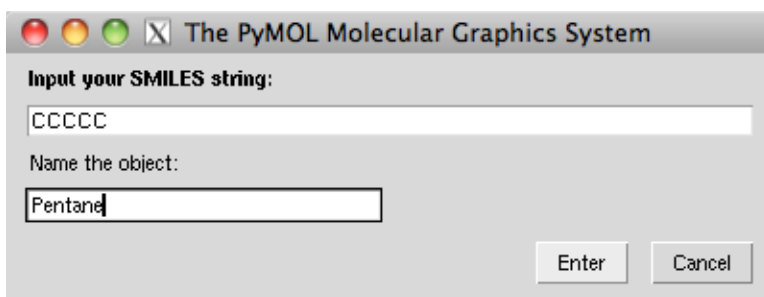 X The PyMOL Molecular Graphics System
Input your SMILES string:
CCCCC
Name the object:
Pentane
Enter Cancel